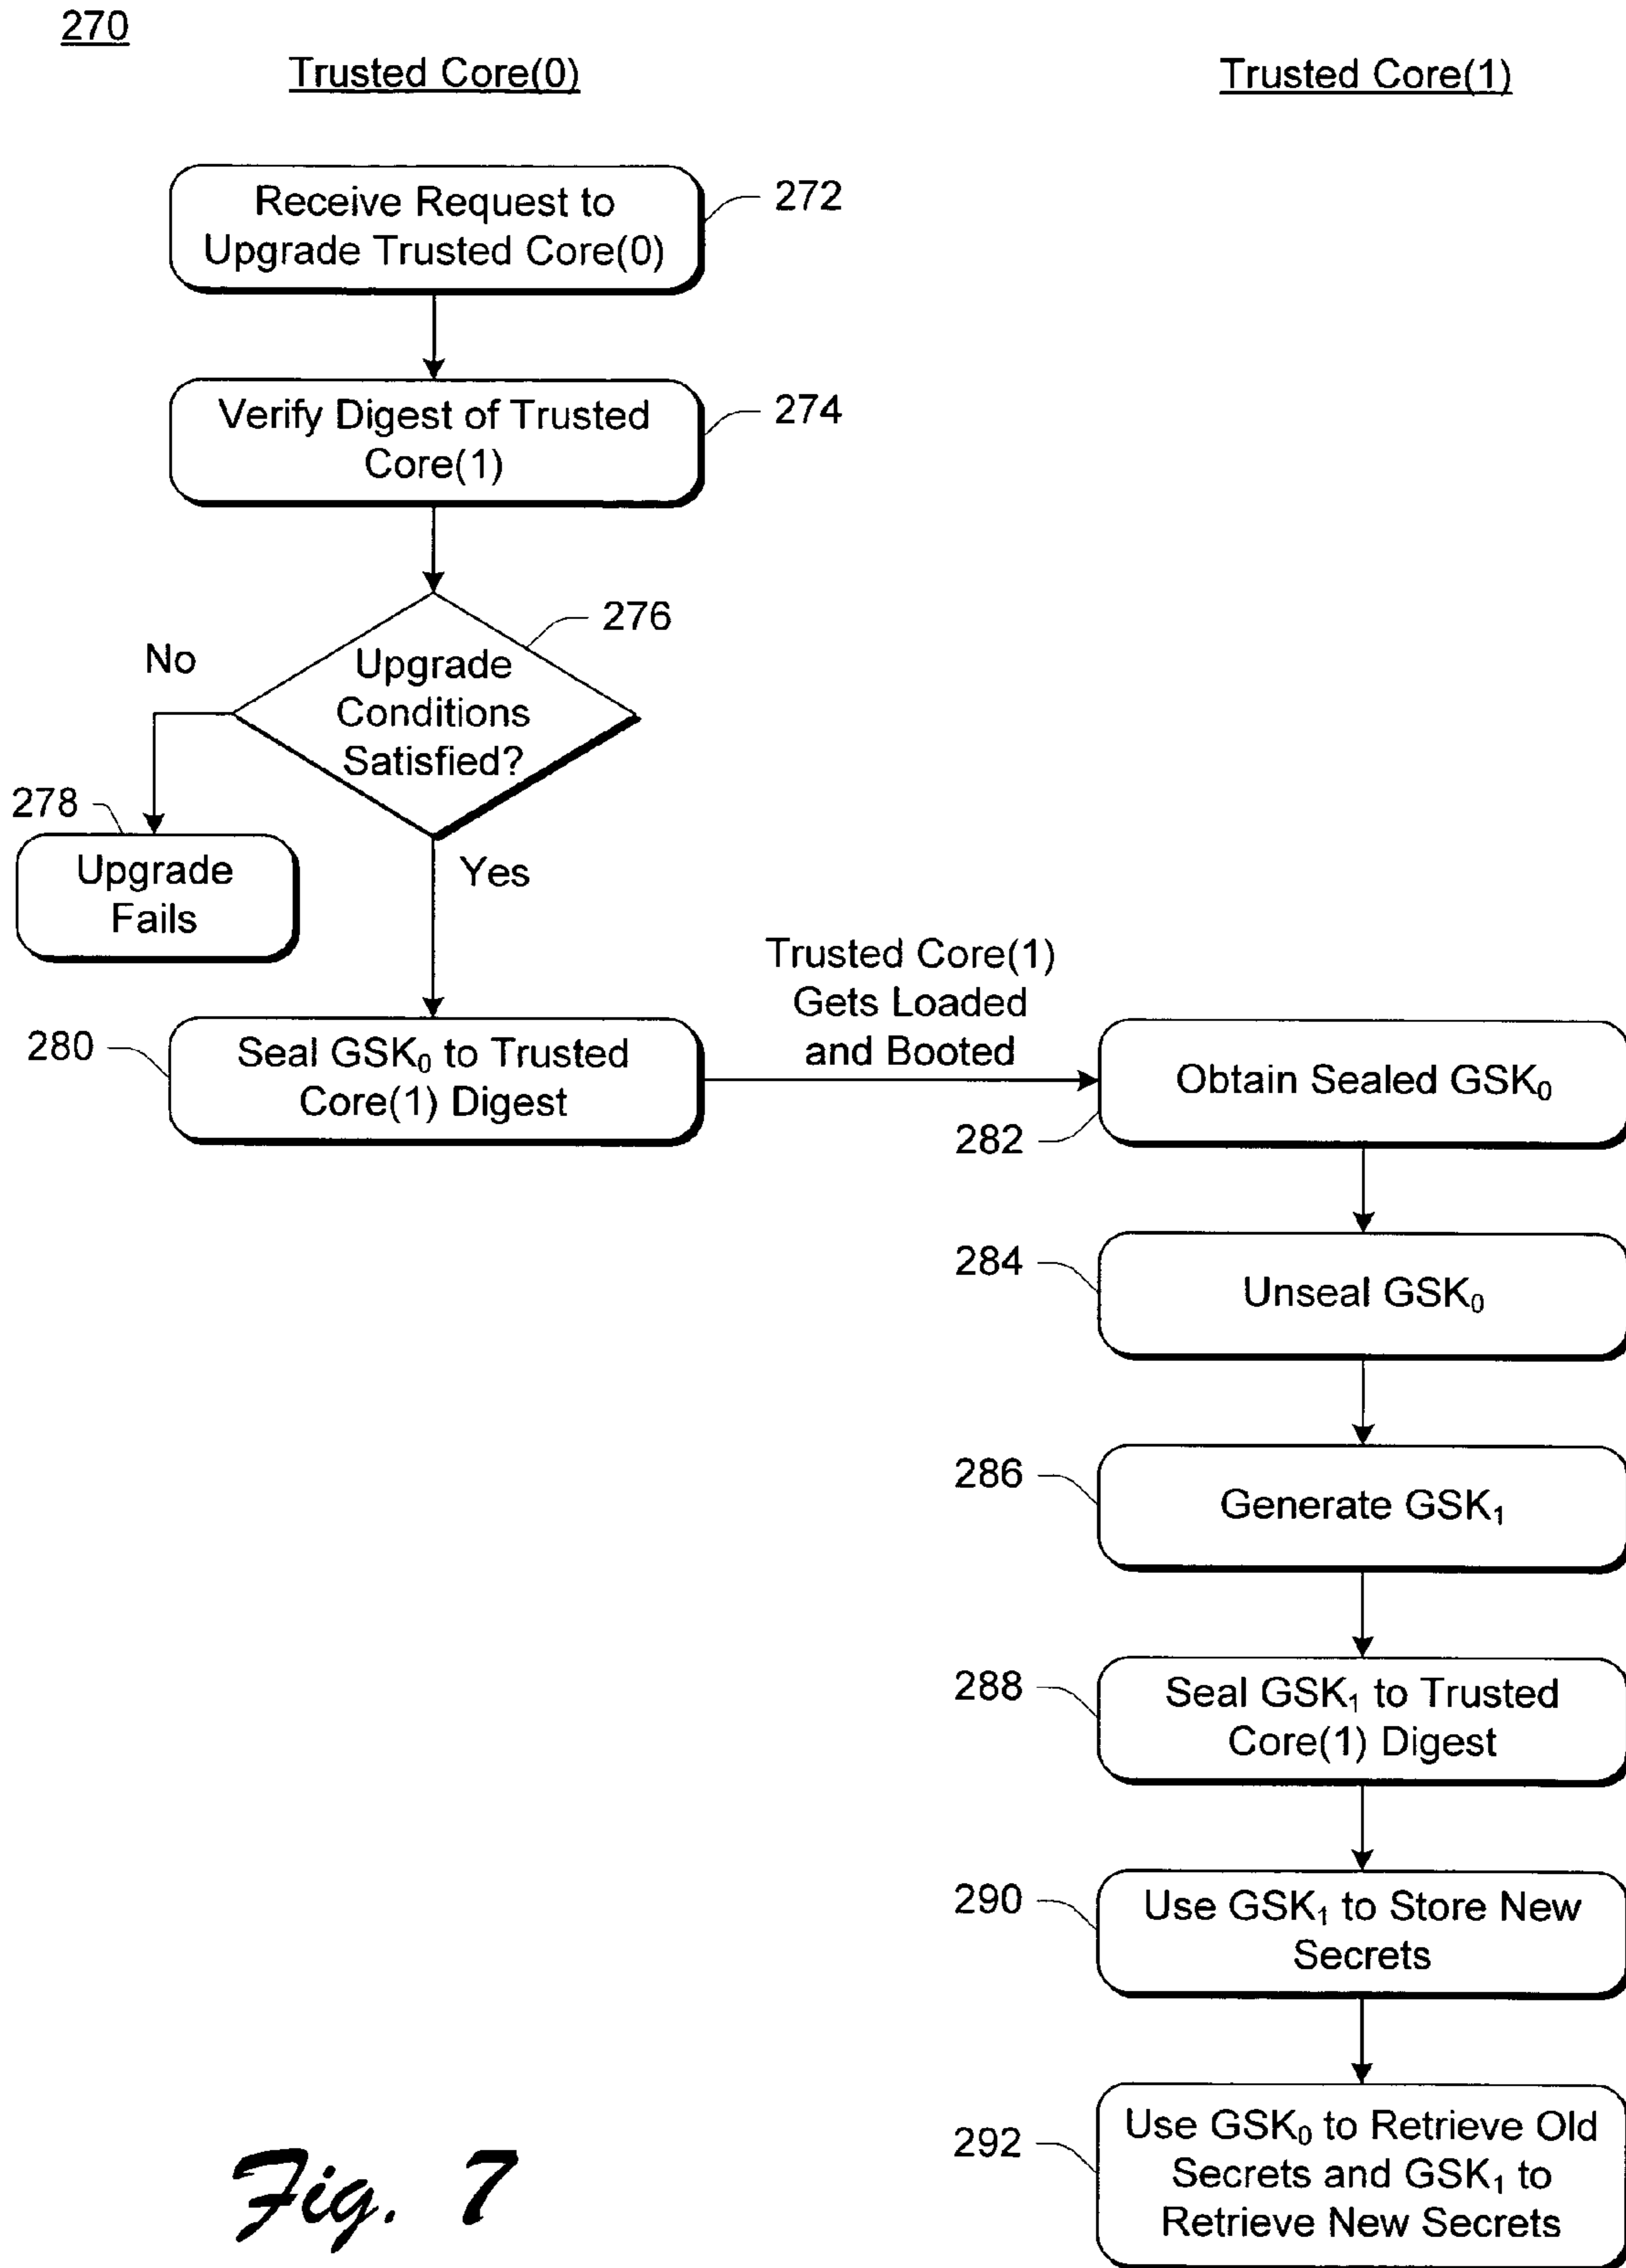 270
Trusted Core(0)
Trusted Core(1)
Receive Request to
Upgrade Trusted Core(0)
272
Verify Digest of Trusted
Core(1)
274
Upgrade
Conditions
Satisfied?
276
No
278
Upgrade
Fails
Yes
280
Seal GSK₀ to Trusted
Core(1) Digest
Trusted Core(1)
Gets Loaded
and Booted
Obtain Sealed GSK₀
282
284
Unseal GSK₀
286
Generate GSK₁
288
Seal GSK₁ to Trusted
Core(1) Digest
290
Use GSK₁ to Store New
Secrets
292
Use GSK₀ to Retrieve Old
Secrets and GSK₁ to
Retrieve New Secrets
Fig. 7